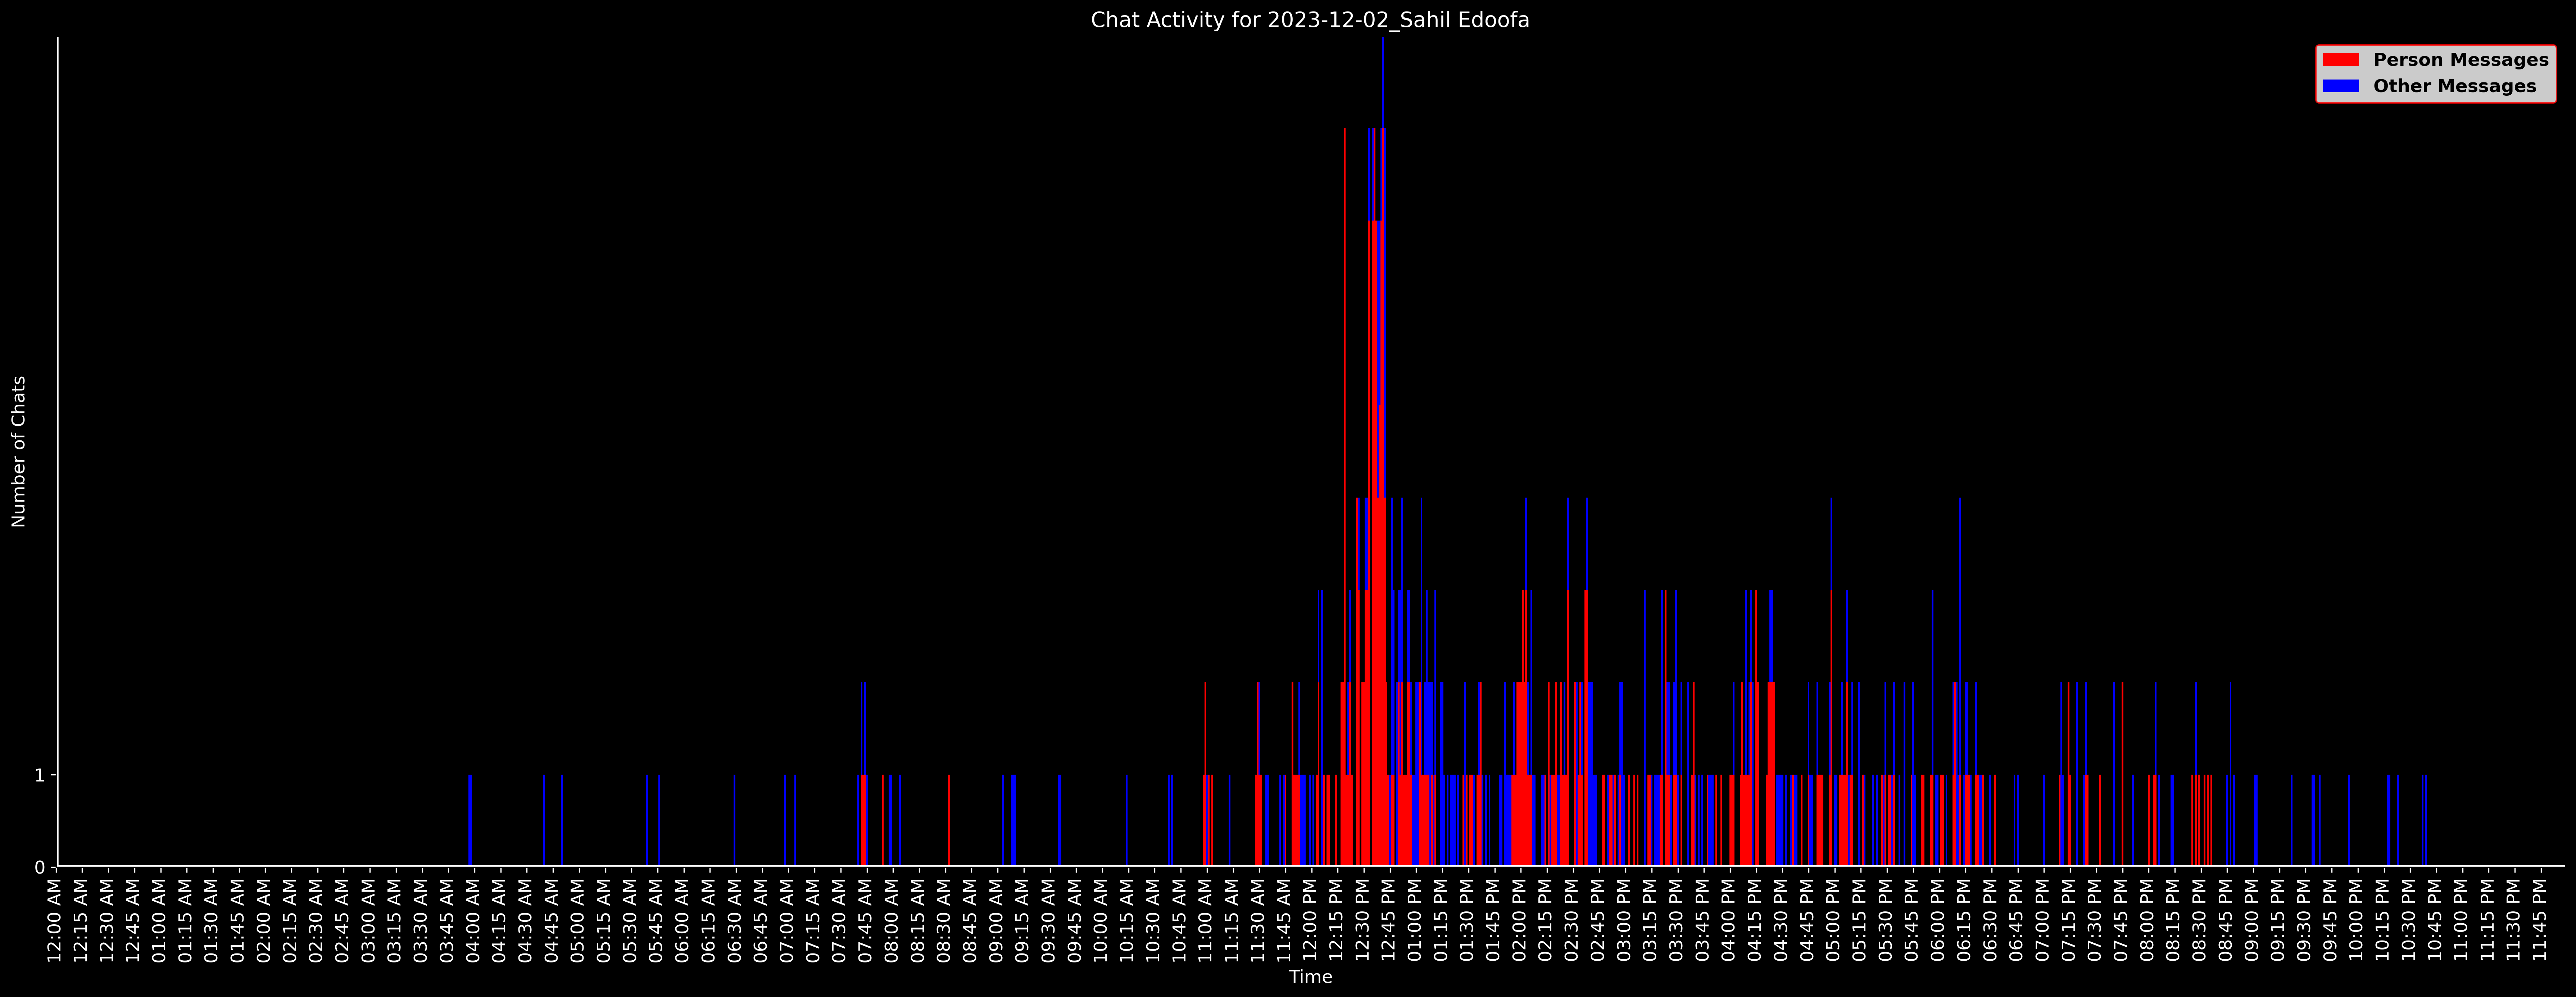 Chat Activity for 2023-12-02_Sahil Edoofa
Person Messages
Other Messages
Number of Chats
1
0
12:00 AM
12:15 AM
12:30 AM
12:45 AM
01:00 AM
01:15 AM
01:30 AM
01:45 AM
02:00 AM
02:15 AM
02:30 AM
02:45 AM
03:00 AM
03:15 AM
03:30 AM
03:45 AM
04:00 AM
04:15 AM
04:30 AM
04:45 AM
05:00 AM
05:15 AM
05:30 AM
05:45 AM
06:00 AM
06:15 AM
06:30 AM
06:45 AM
07:00 AM
07:15 AM
07:30 AM
07:45 AM
08:00 AM
08:15 AM
08:30 AM
08:45 AM
09:00 AM
09:15 AM
09:30 AM
09:45 AM
10:00 AM
10:15 AM
10:30 AM
10:45 AM
11:00 AM
11:15 AM
11:30 AM
11:45 AM
12:00 PM
12:15 PM
12:30 PM
12:45 PM
01:00 PM
01:15 PM
01:30 PM
01:45 PM
02:00 PM
02:15 PM
02:30 PM
02:45 PM
03:00 PM
03:15 PM
03:30 PM
03:45 PM
04:00 PM
04:15 PM
04:30 PM
04:45 PM
05:00 PM
05:15 PM
05:30 PM
05:45 PM
06:00 PM
06:15 PM
06:30 PM
06:45 PM
07:00 PM
07:15 PM
07:30 PM
07:45 PM
08:00 PM
08:15 PM
08:30 PM
08:45 PM
09:00 PM
09:15 PM
09:30 PM
09:45 PM
10:00 PM
10:15 PM
10:30 PM
10:45 PM
11:00 PM
11:15 PM
11:30 PM
11:45 PM
Time